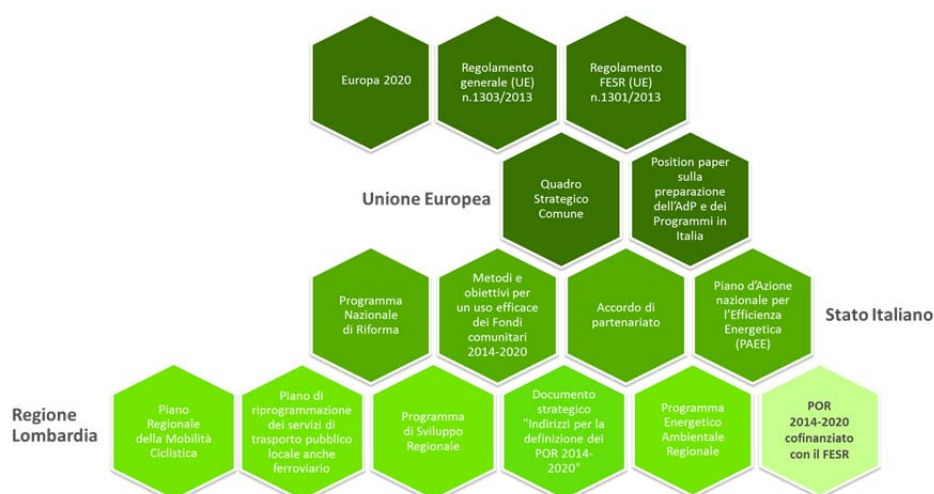 Europa 2020
Regolamento
generale (UE)
n.1303/2013
Regolamento
FESR (UE)
n.1301/2013
Unione Europea
Quadro
Strategico
Comune
Position paper
sulla
preparazione
dell'AdP e dei
Programmi in
Italia
Programma
Nazionale
di Riforma
Metodi e
obiettivi per
un uso efficace
dei Fondi
comunitari
2014-2020
Accordo di
partenariato
Piano d'Azione
nazionale per
l'Efficienza
Energetica
(PAEE)
Stato Italiano
Regione
Lombardia
Piano
Regionale
della Mobilità
Ciclistica
Piano di
riprogrammazione
dei servizi di
trasporto pubblico
locale anche
ferroviario
Programma
di Sviluppo
Regionale
Documento
strategico
"Indirizzi per la
definizione dei
POR 2014-
2020"
Programma
Energetico
Ambientale
Regionale
POR
2014-2020
cofinanziato
con il FESR